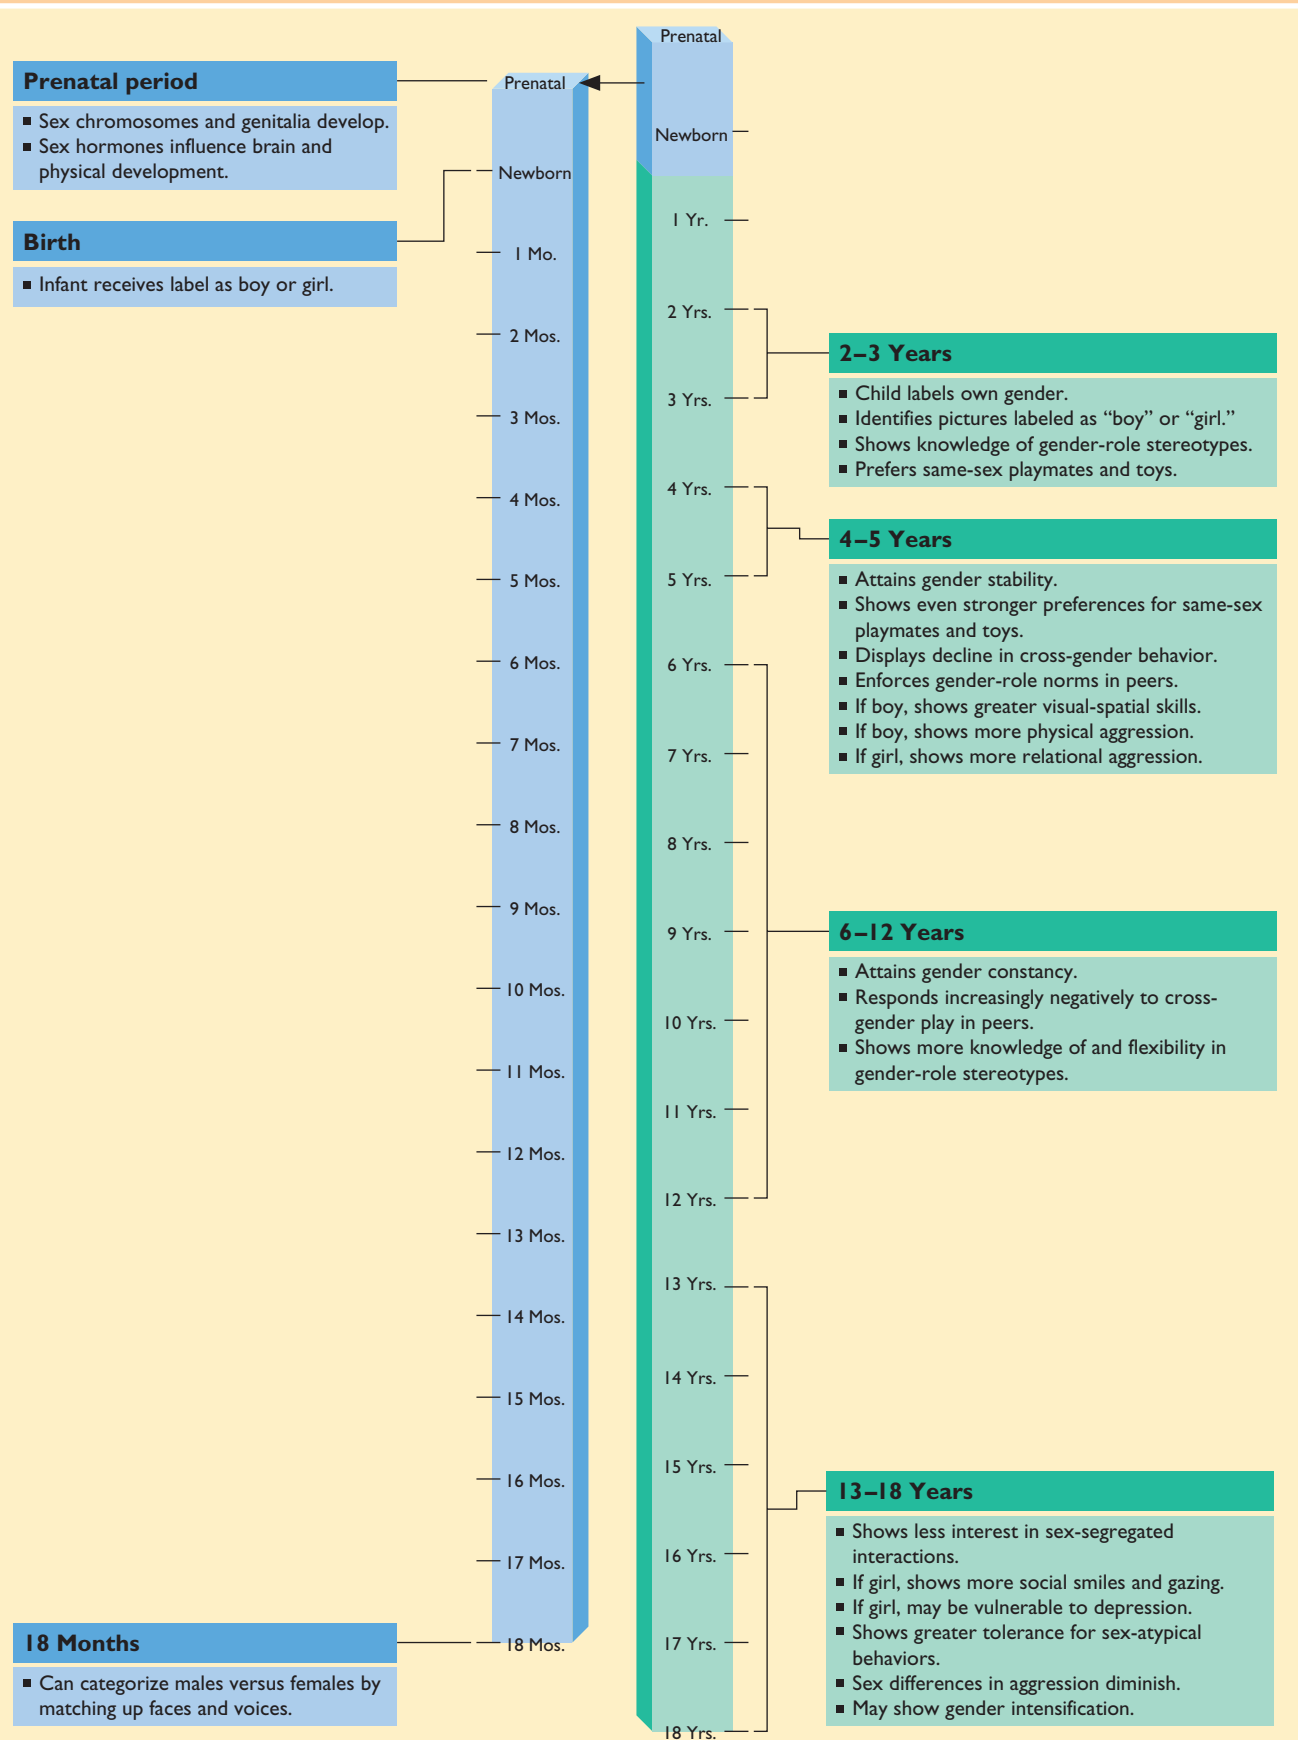 Prenatal period
■ Sex chromosomes and genitalia develop.
■ Sex hormones influence brain and
physical development.
Birth
■ Infant receives label as boy or girl.
18 Months
■ Can categorize males versus females by
matching up faces and voices.
Prenatal
Newborn
1 Mo.
2 Mos.
3 Mos.
4 Mos.
5 Mos.
6 Mos.
7 Mos.
8 Mos.
9 Mos.
10 Mos.
11 Mos.
12 Mos.
13 Mos.
14 Mos.
15 Mos.
16 Mos.
17 Mos.
18 Mos.
Prenatal
Newborn
1 Yr.
2 Yrs.
3 Yrs.
4 Yrs.
5 Yrs.
6 Yrs.
7 Yrs.
8 Yrs.
9 Yrs.
10 Yrs.
11 Yrs.
12 Yrs.
13 Yrs.
14 Yrs.
15 Yrs.
16 Yrs.
17 Yrs.
18 Yrs.
2–3 Years
■ Child labels own gender.
■ Identifies pictures labeled as “boy” or “girl.”
■ Shows knowledge of gender-role stereotypes.
■ Prefers same-sex playmates and toys.
4–5 Years
■ Attains gender stability.
■ Shows even stronger preferences for same-sex
playmates and toys.
■ Displays decline in cross-gender behavior.
■ Enforces gender-role norms in peers.
■ If boy, shows greater visual-spatial skills.
■ If boy, shows more physical aggression.
■ If girl, shows more relational aggression.
6–12 Years
■ Attains gender constancy.
■ Responds increasingly negatively to cross-
gender play in peers.
■ Shows more knowledge of and flexibility in
gender-role stereotypes.
13–18 Years
■ Shows less interest in sex-segregated
interactions.
■ If girl, shows more social smiles and gazing.
■ If girl, may be vulnerable to depression.
■ Shows greater tolerance for sex-atypical
behaviors.
■ Sex differences in aggression diminish.
■ May show gender intensification.